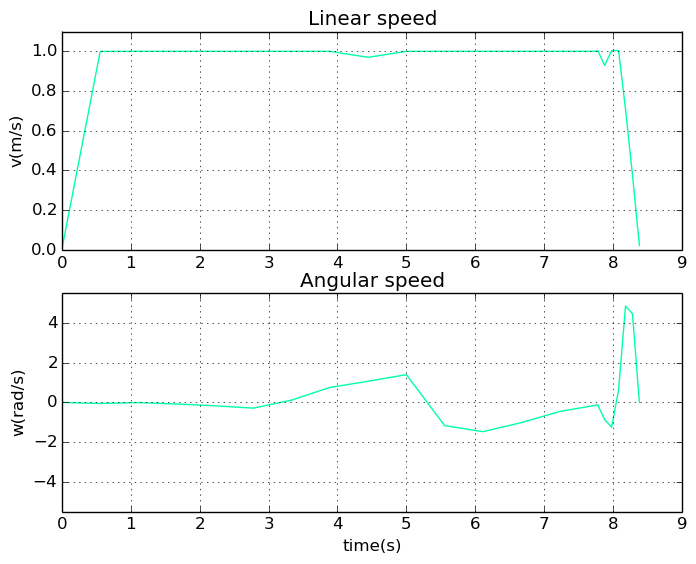 Linear speed
1.0
0.8
0.6
0.4
0.2
0.0
v(m/s)
0 1 2 3 4 5 6 7 8 9
Angular speed
4
2
0
−2
−4
w(rad/s)
0 1 2 3 4 5 6 7 8 9
time(s)